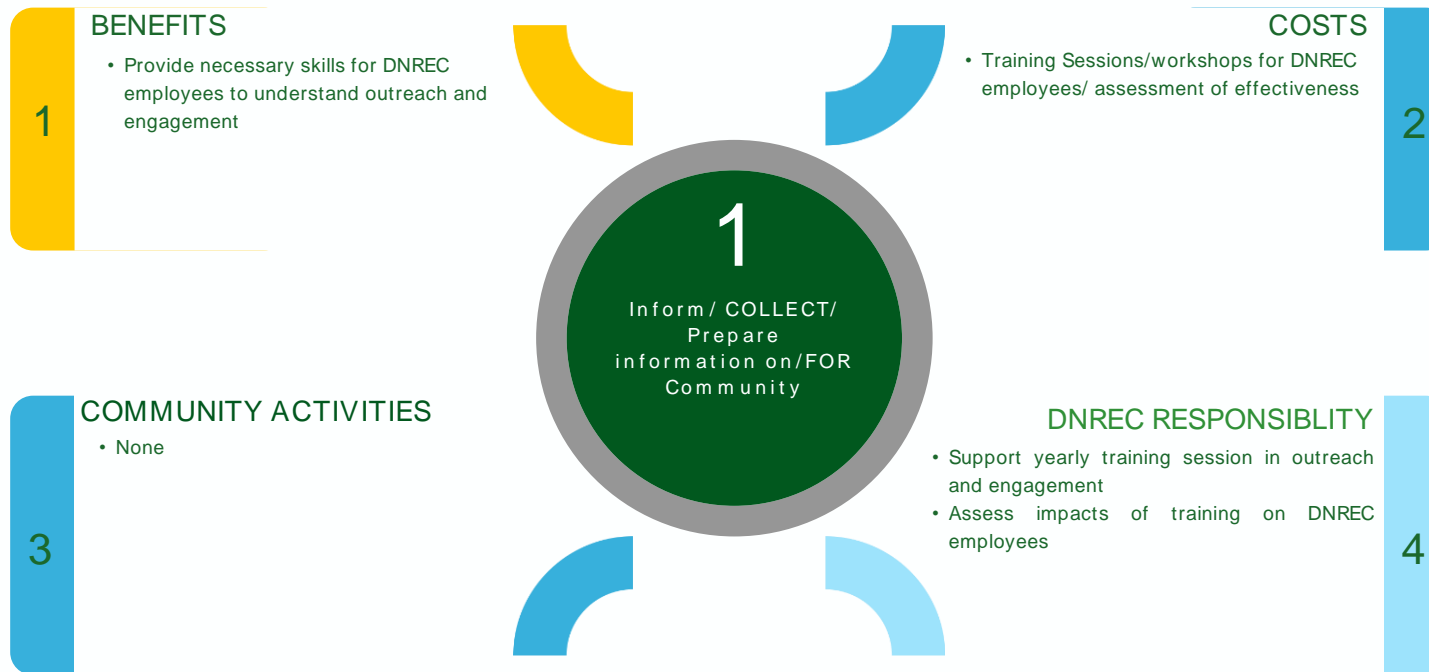 BENEFITS
• Provide necessary skills for DNREC
employees to understand outreach and
engagement
1
COSTS
• Training Sessions/workshops for DNREC
employees/ assessment of effectiveness
2
1
Inform/ COLLECT/
Prepare
information on/FOR
Community
COMMUNITY ACTIVITIES
• None
3
DNREC RESPONSIBLITY
• Support yearly training session in outreach
and engagement
• Assess impacts of training on DNREC
employees
4